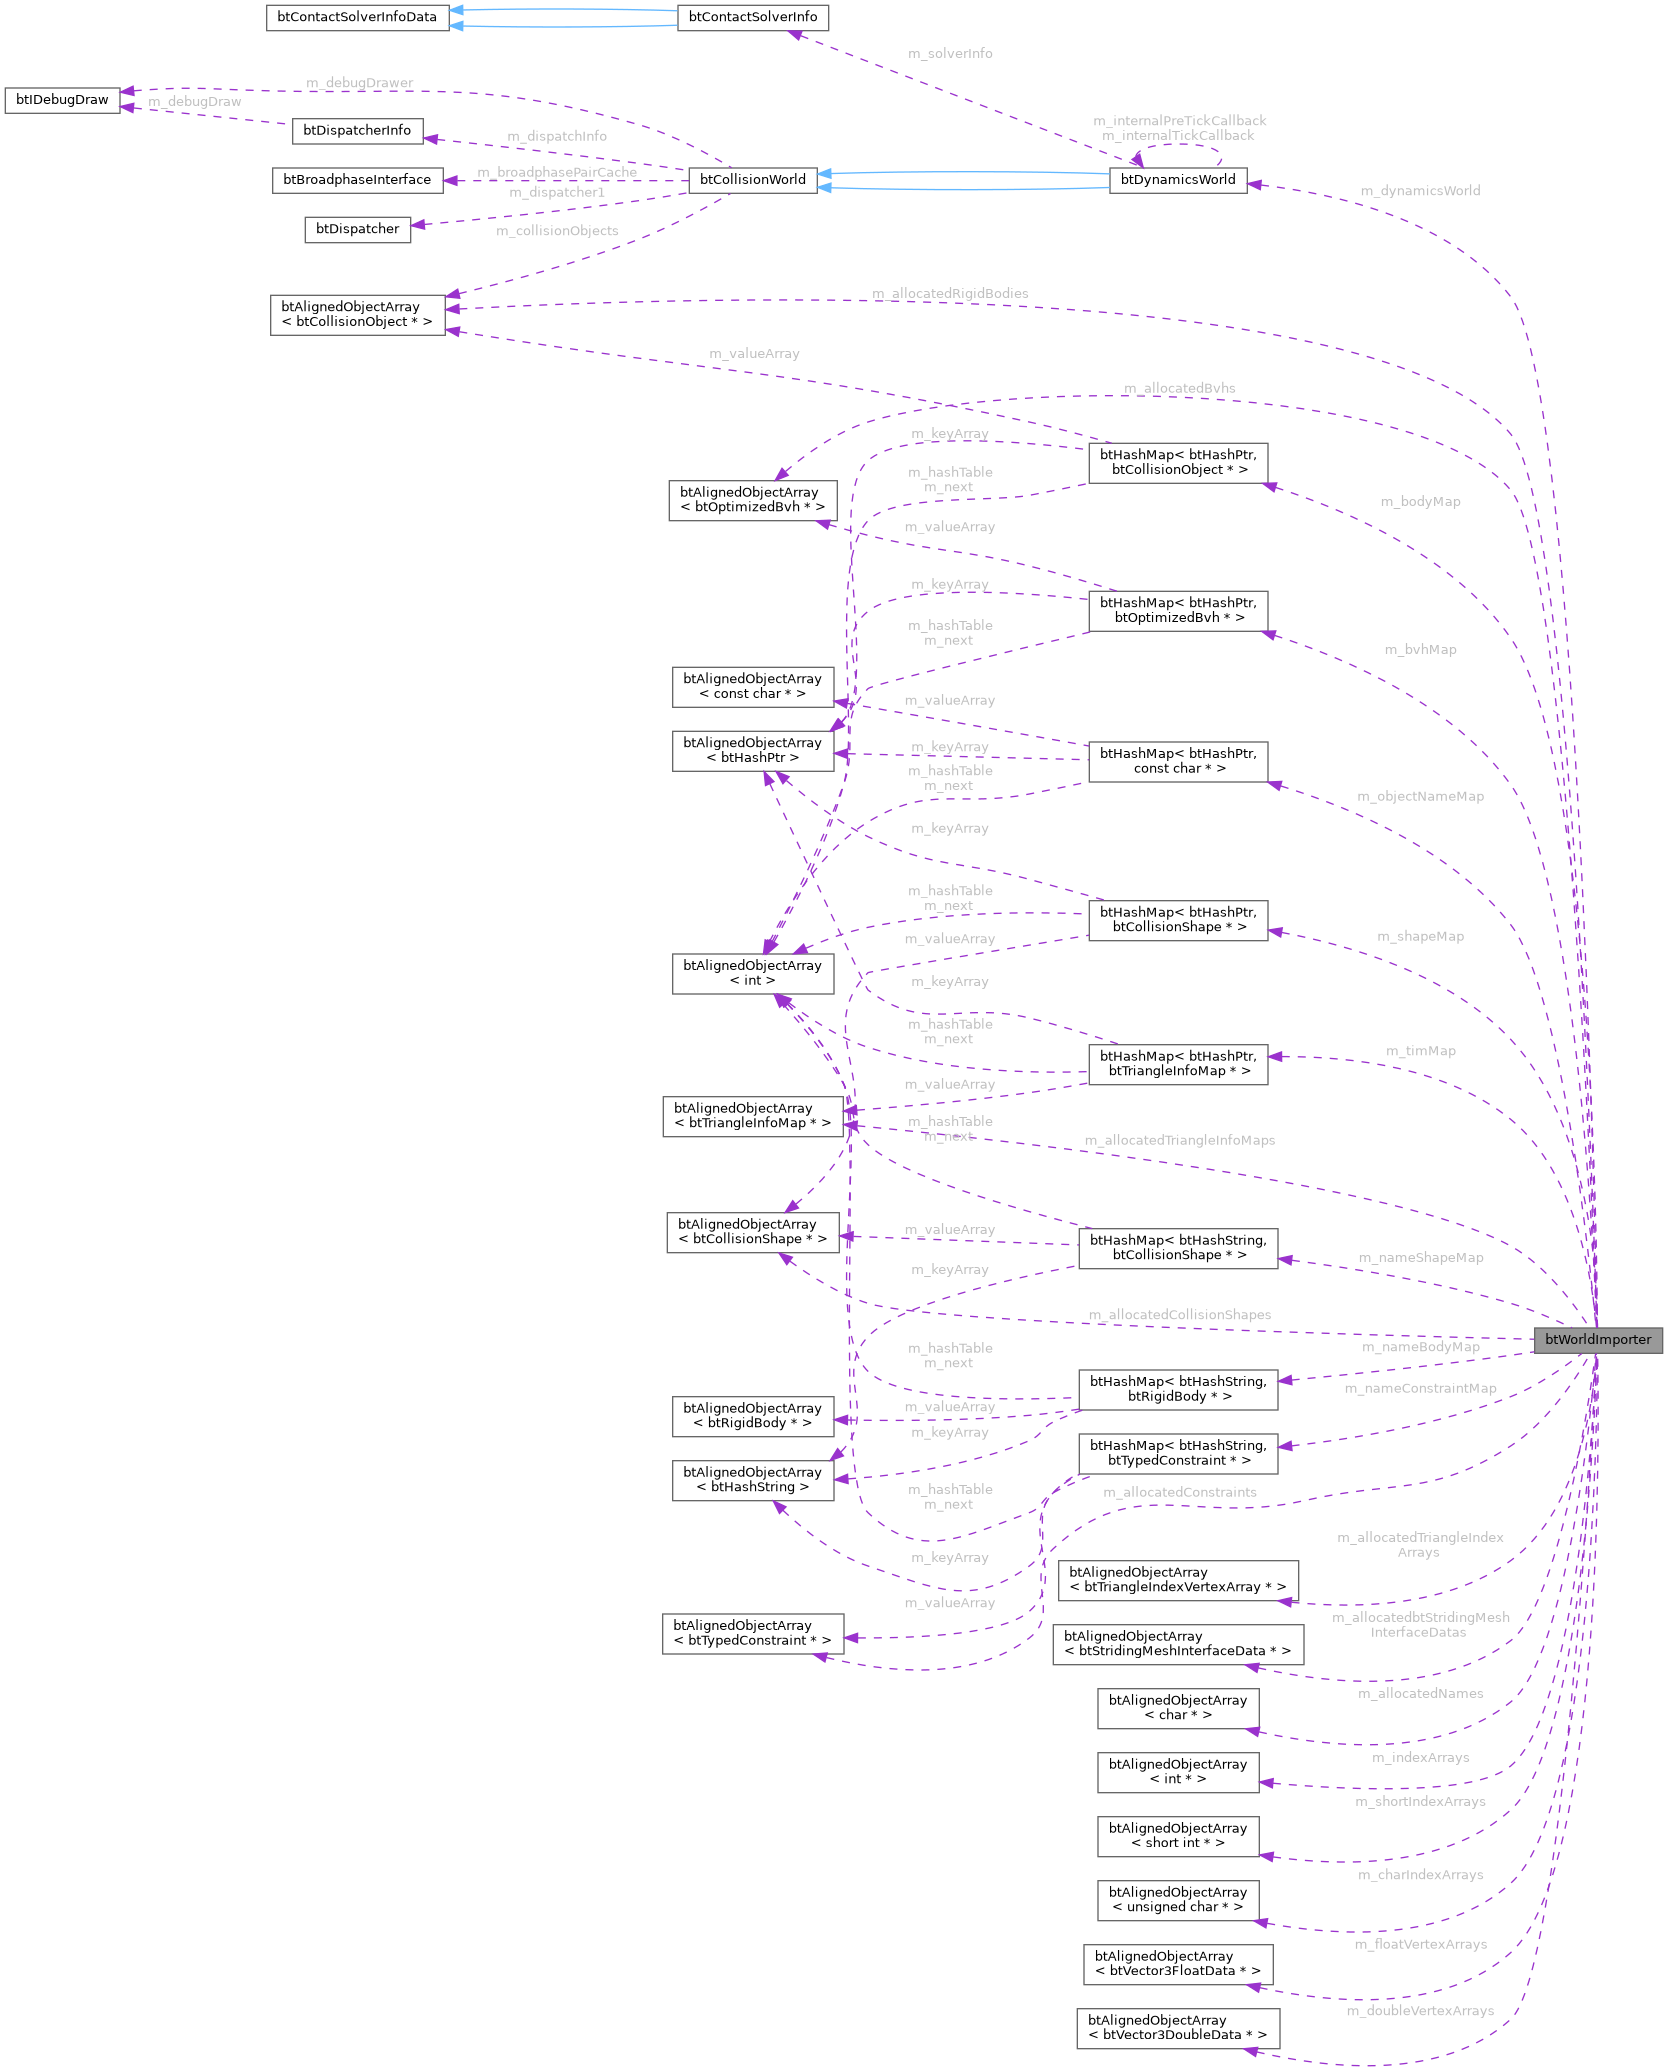 btContactSolverInfoData
btContactSolverInfo
m_solverInfo
m_debugDrawer
btIDebugDraw
m_debugDraw
btDispatcherInfo
m_dispatchInfo
m_internalPreTickCallback
m_internalTickCallback
btBroadphaseInterface
m_broadphasePairCache
btCollisionWorld
btDynamicsWorld
m_dynamicsWorld
m_dispatcher1
btDispatcher
m_collisionObjects
m_allocatedRigidBodies
btAlignedObjectArray
< btCollisionObject * >
m_valueArray
m_allocatedBvhs
m_keyArray
btHashMap< btHashPtr,
btCollisionObject * >
m_hashTable
m_next
btAlignedObjectArray
< btOptimizedBvh * >
m_bodyMap
m_valueArray
m_keyArray
btHashMap< btHashPtr,
btOptimizedBvh * >
m_hashTable
m_next
m_bvhMap
btAlignedObjectArray
< const char * >
m_valueArray
btAlignedObjectArray
< btHashPtr >
m_keyArray
btHashMap< btHashPtr,
const char * >
m_hashTable
m_next
m_objectNameMap
m_keyArray
m_hashTable
m_next
btHashMap< btHashPtr,
btCollisionShape * >
m_shapeMap
m_valueArray
btAlignedObjectArray
< int >
m_keyArray
m_hashTable
m_next
btHashMap< btHashPtr,
btTriangleInfoMap * >
m_timMap
m_valueArray
btAlignedObjectArray
< btTriangleInfoMap * >
m_hashTable
m_next
m_allocatedTriangleInfoMaps
btAlignedObjectArray
< btCollisionShape * >
m_valueArray
btHashMap< btHashString,
btCollisionShape * >
m_nameShapeMap
m_keyArray
m_allocatedCollisionShapes
btWorldImporter
m_hashTable
m_next
m_nameBodyMap
btHashMap< btHashString,
btRigidBody * >
m_nameConstraintMap
btAlignedObjectArray
< btRigidBody * >
m_valueArray
m_keyArray
btHashMap< btHashString,
btTypedConstraint * >
btAlignedObjectArray
< btHashString >
m_hashTable
m_next
m_allocatedConstraints
m_keyArray
m_allocatedTriangleIndex
Arrays
btAlignedObjectArray
< btTriangleIndexVertexArray * >
m_valueArray
btAlignedObjectArray
< btTypedConstraint * >
m_allocatedbtStridingMesh
InterfaceDatas
btAlignedObjectArray
< btStridingMeshInterfaceData * >
m_allocatedNames
btAlignedObjectArray
< char * >
m_indexArrays
btAlignedObjectArray
< int * >
m_shortIndexArrays
btAlignedObjectArray
< short int * >
m_charIndexArrays
btAlignedObjectArray
< unsigned char * >
m_floatVertexArrays
btAlignedObjectArray
< btVector3FloatData * >
m_doubleVertexArrays
btAlignedObjectArray
< btVector3DoubleData * >